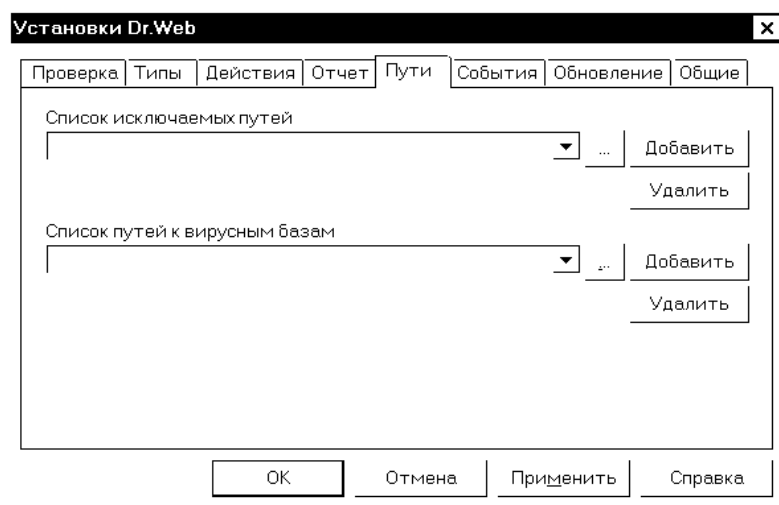 Установки Dr.Web
Проверка Типы Действия Отчет Пути События Обновление Общие
Список исключаемых путей
... Добавить
Удалить
Список путей к вирусным базам
... Добавить
Удалить
OK Отмена Применить Справка